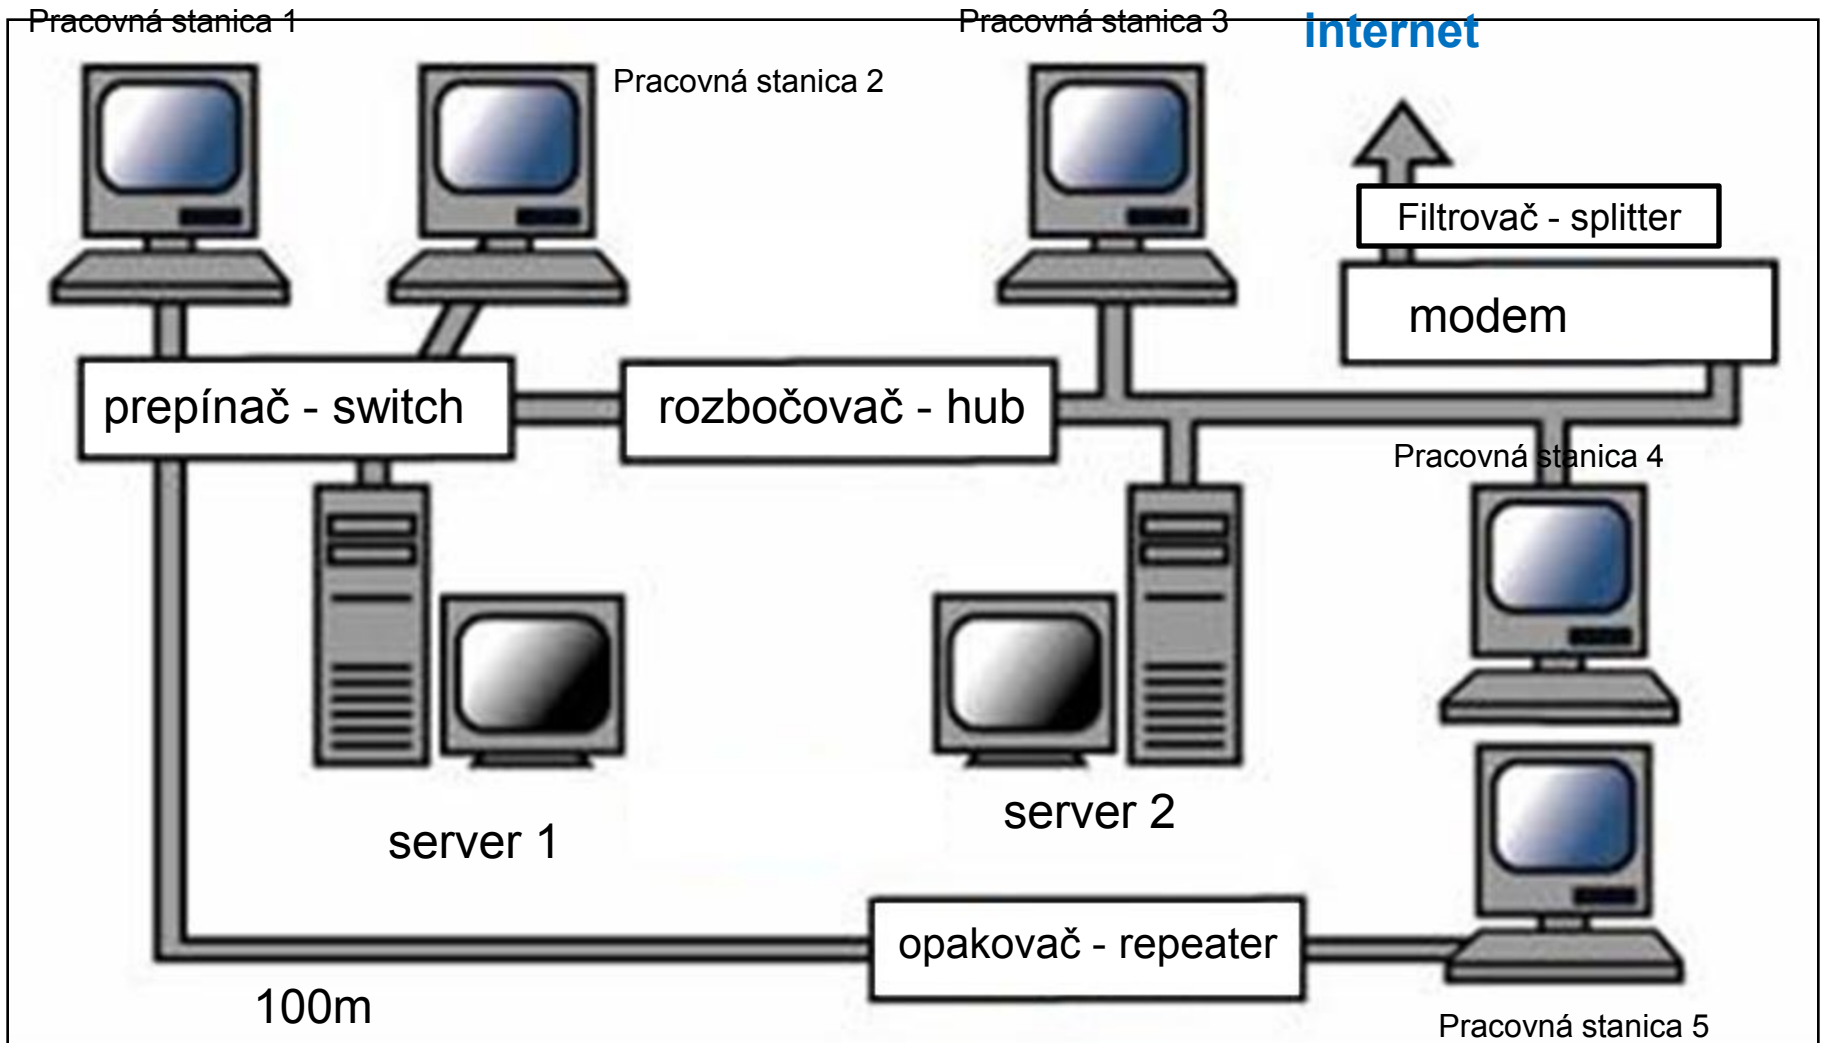 Pracovná stanica 1
Pracovná stanica 3
internet
Pracovná stanica 2
Filtrovač - splitter
modem
prepínač - switch
rozbočovač - hub
Pracovná stanica 4
server 1
server 2
opakovač - repeater
100m
Pracovná stanica 5